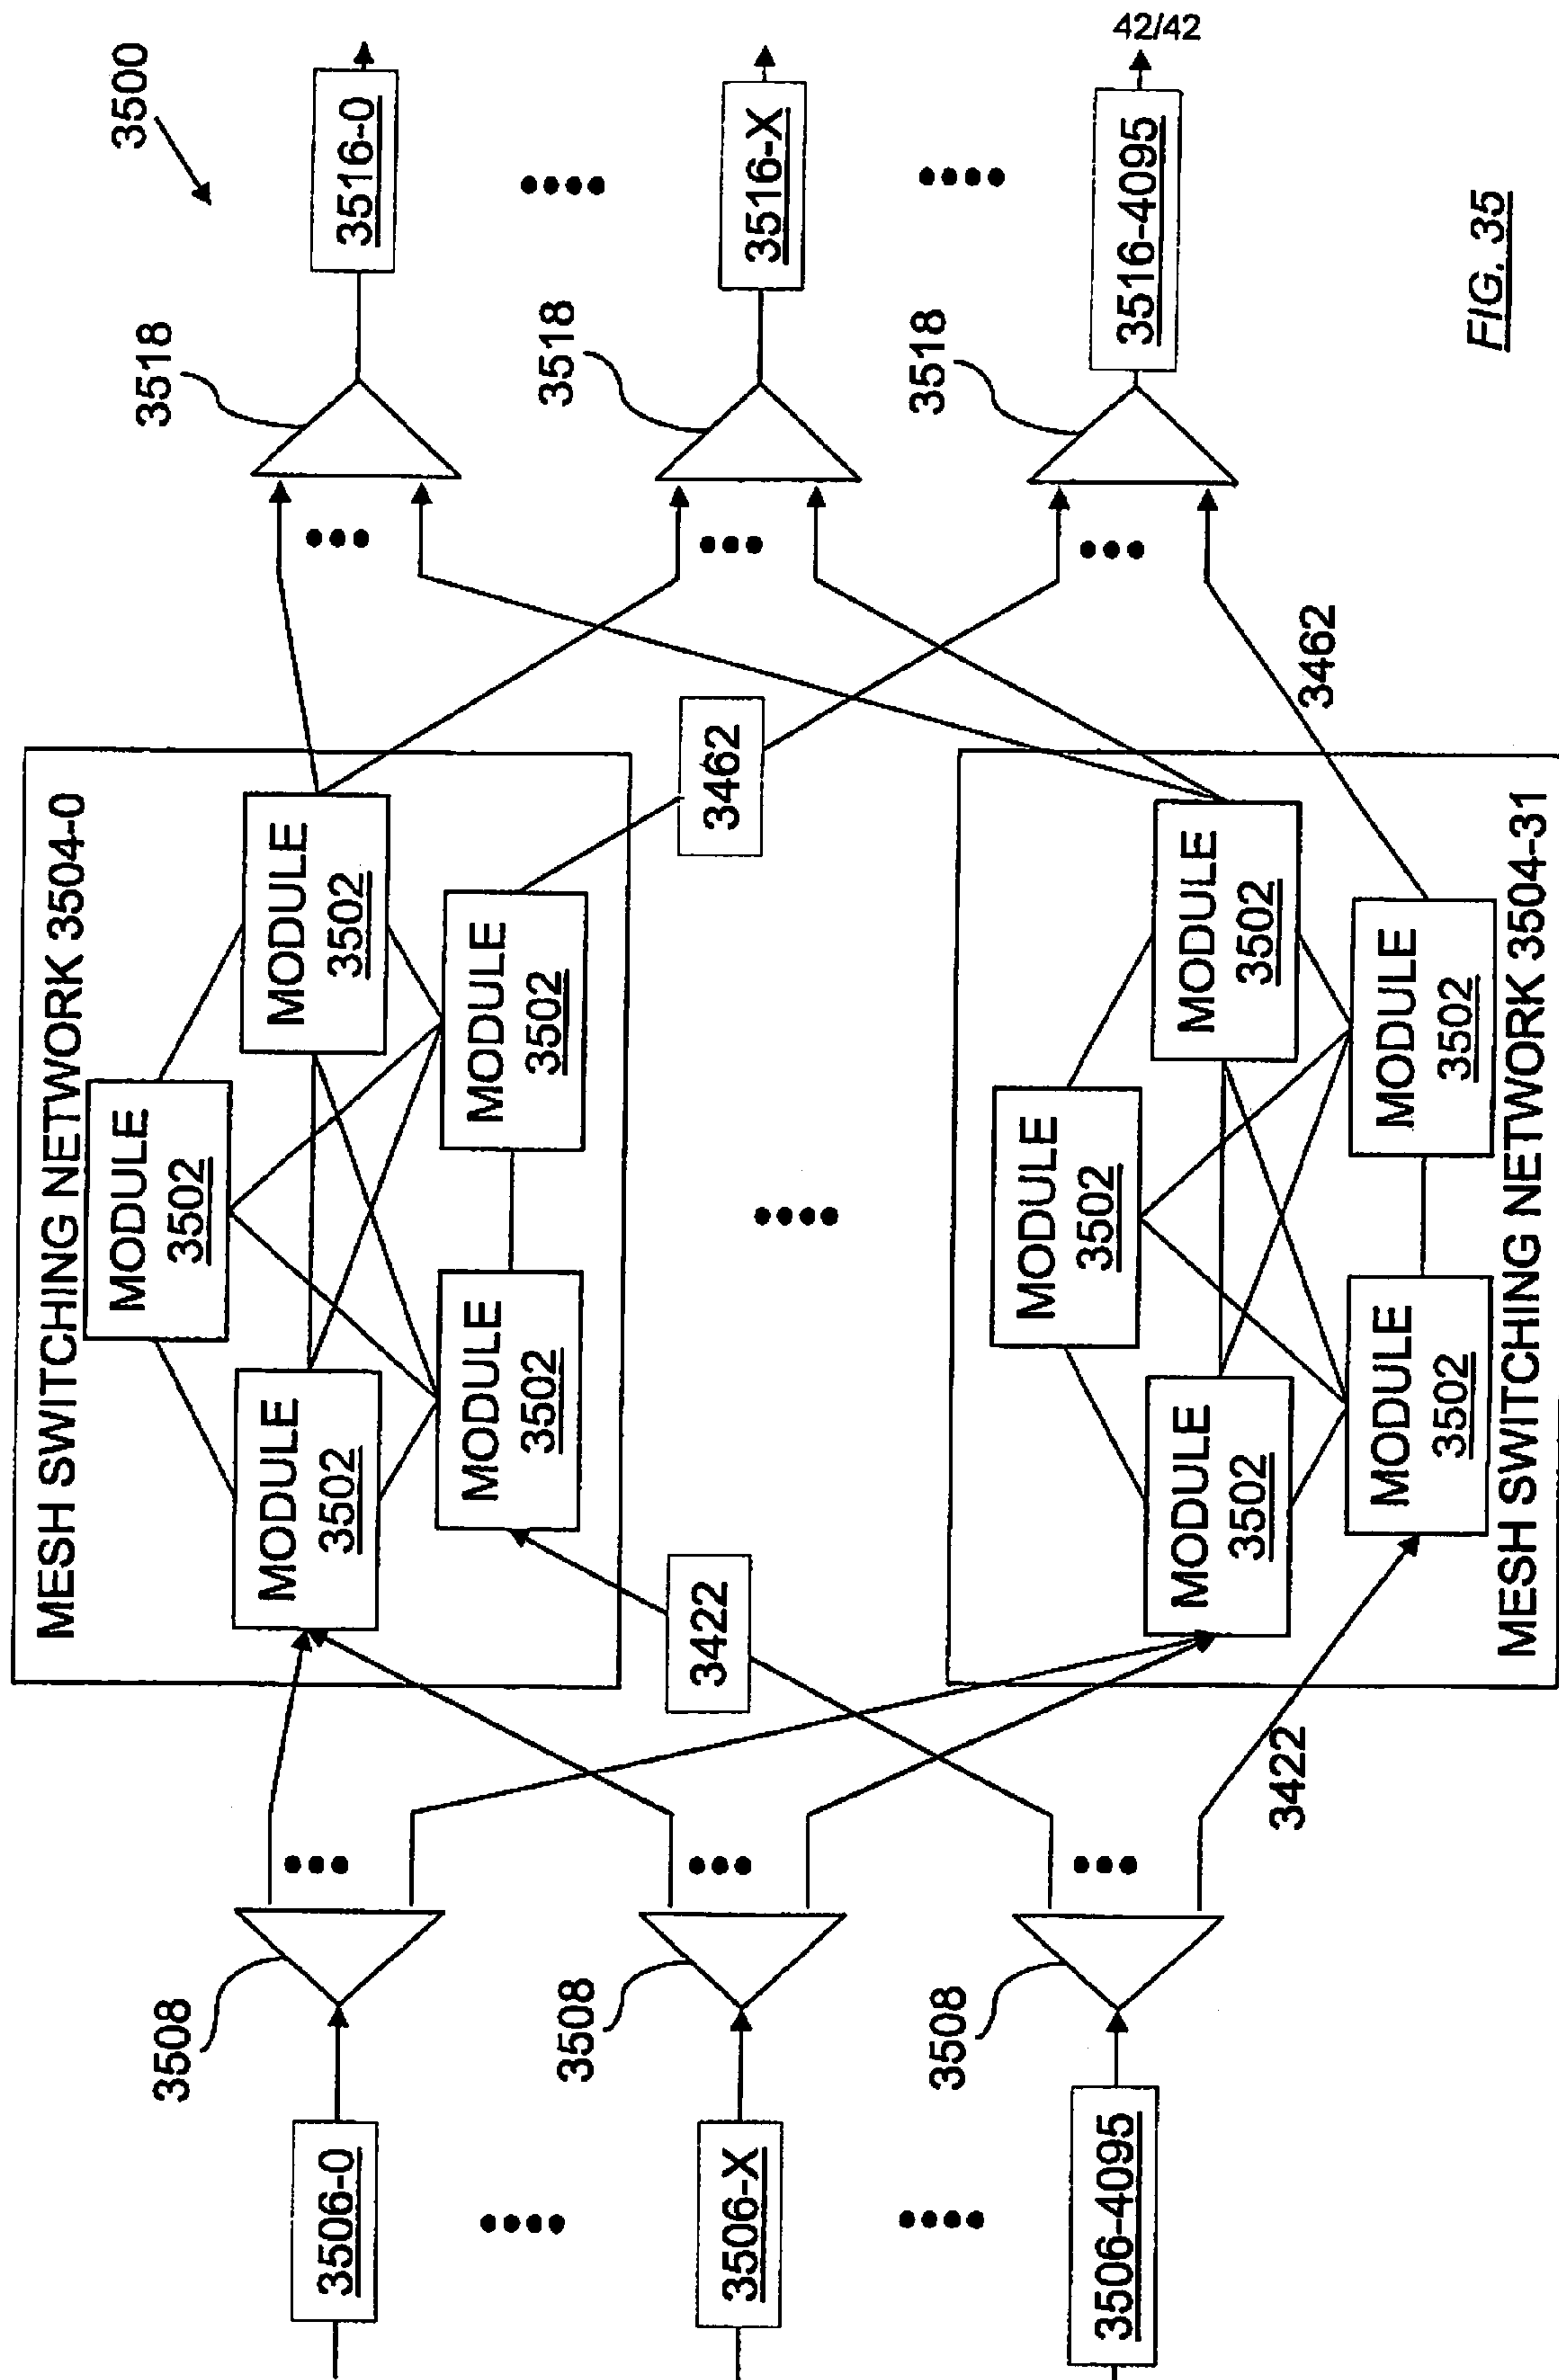 3500
3506-0
3508
3506-X
3508
3506-4095
3508
MESH SWITCHING NETWORK 3504-0
MODULE
3502
MODULE
3502
MODULE
3502
MODULE
3502
MODULE
3502
3422
3462
MODULE
3502
MODULE
3502
MODULE
3502
MODULE
3502
MODULE
3502
MESH SWITCHING NETWORK 3504-31
3422
3462
3518
3516-0
3518
3516-X
3518
3516-4095
42/42
FIG. 35